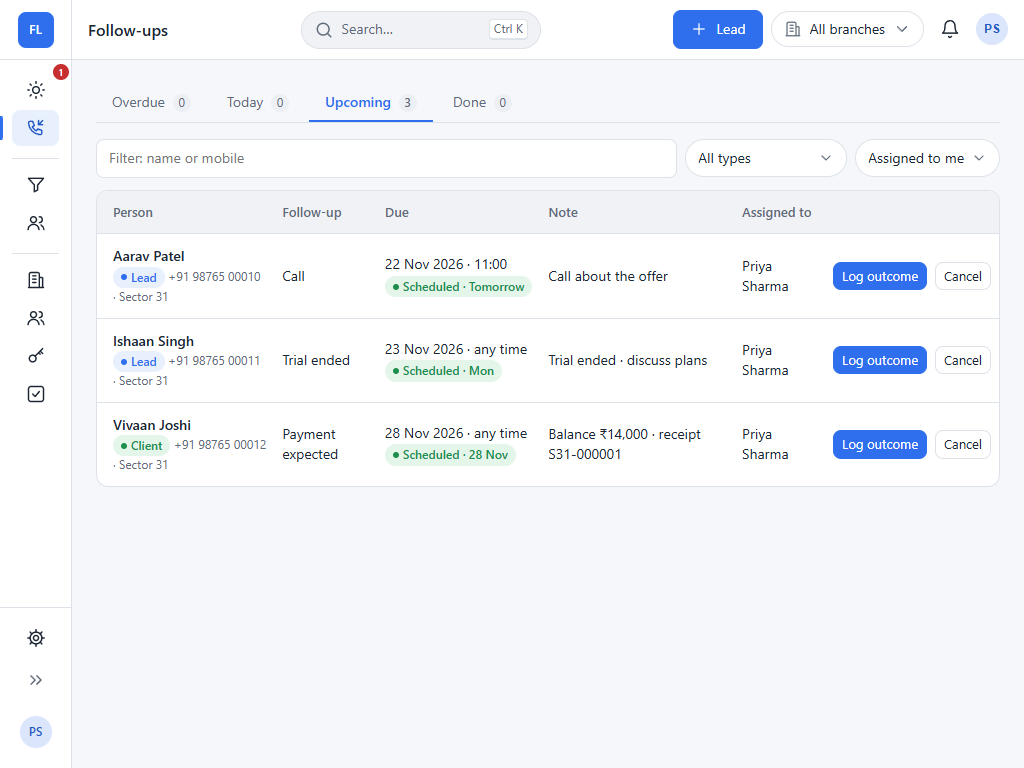 FL
Follow-ups
Search...
Ctrl K
Lead
All branches
PS
1
Overdue 0
Today 0
Upcoming 3
Done 0
Filter: name or mobile
All types
Assigned to me
Person
Follow-up
Due
Note
Assigned to
Aarav Patel
Lead +91 98765 00010
· Sector 31
Call
22 Nov 2026 · 11:00
Scheduled · Tomorrow
Call about the offer
Priya
Sharma
Log outcome
Cancel
Ishaan Singh
Lead +91 98765 00011
· Sector 31
Trial ended
23 Nov 2026 · any time
Scheduled · Mon
Trial ended · discuss plans
Priya
Sharma
Log outcome
Cancel
Vivaan Joshi
Client +91 98765 00012
· Sector 31
Payment
expected
28 Nov 2026 · any time
Scheduled · 28 Nov
Balance ₹14,000 · receipt
S31-000001
Priya
Sharma
Log outcome
Cancel
PS